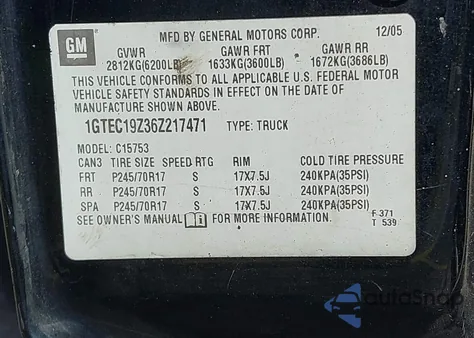 GM
MFD BY GENERAL MOTORS CORP. 12/05
GVWR GAWR FRT GAWR RR
2812KG(6200LB) 1633KG(3600LB) 1672KG(3686LB)
THIS VEHICLE CONFORMS TO ALL APPLICABLE U.S. FEDERAL MOTOR
VEHICLE SAFETY STANDARDS IN EFFECT ON THE DATE OF
MANUFACTURE SHOWN ABOVE.
1GTEC19Z36Z217471 TYPE: TRUCK
MODEL: C15753
CAN3 TIRE SIZE SPEED RTG RIM COLD TIRE PRESSURE
FRT P245/70R17 S 17X7.5J 240KPA(35PSI)
RR P245/70R17 S 17X7.5J 240KPA(35PSI)
SPA P245/70R17 S 17X7.5J 240KPA(35PSI)
SEE OWNER'S MANUAL FOR MORE INFORMATION.
F 371
T 539
AutoSnap